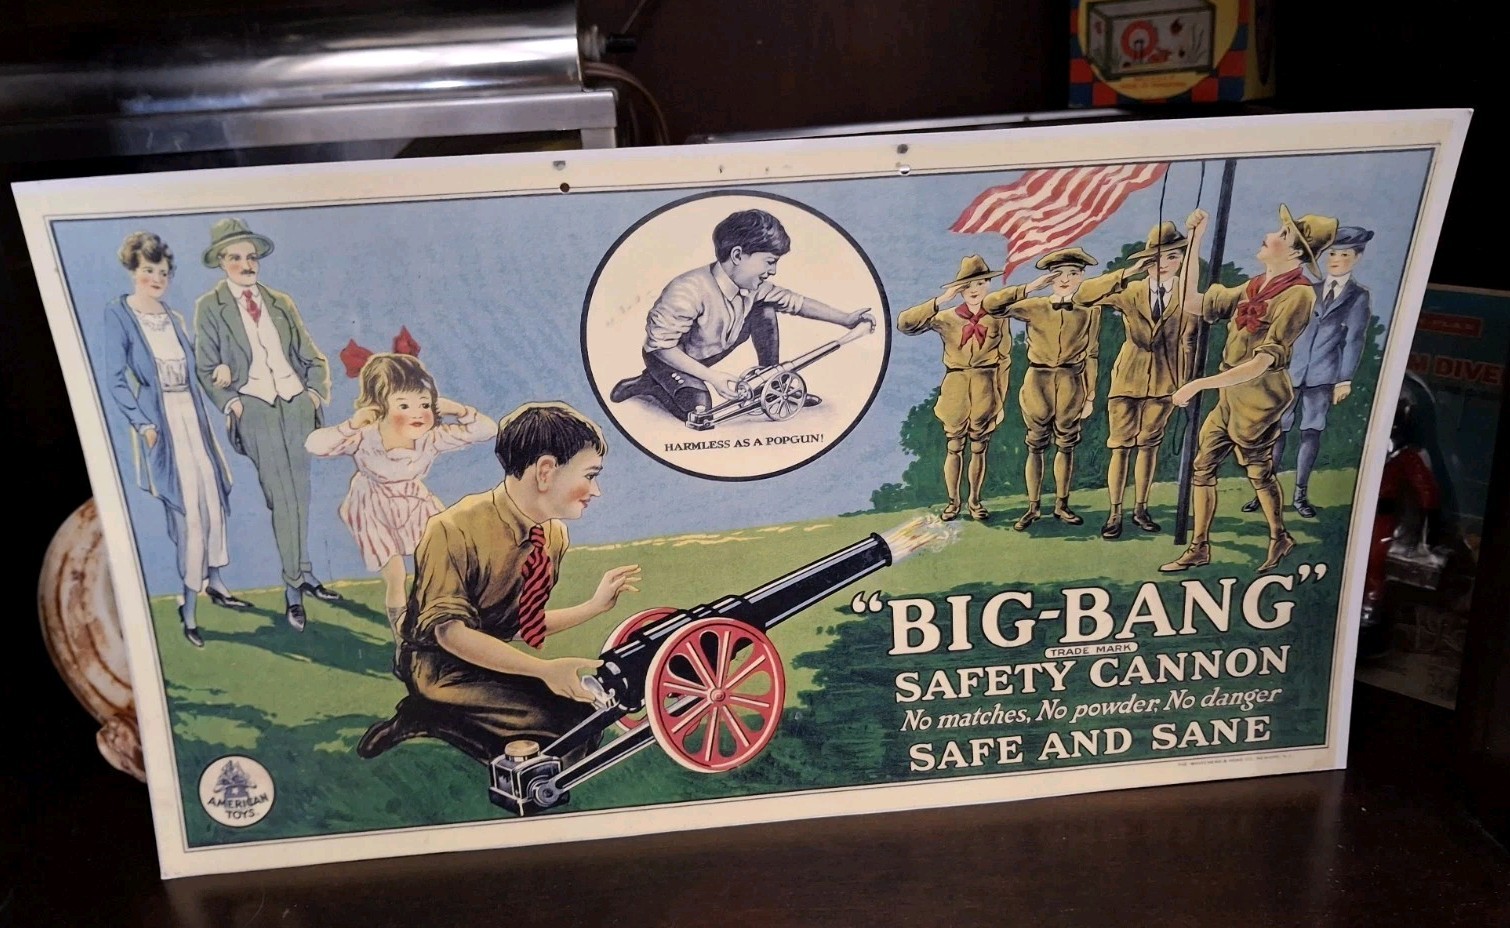 HARMLESS AS A POPGUN!
"BIG-BANG"
TRADE MARK
SAFETY CANNON
No matches, No powder, No danger
SAFE AND SANE
AMERICAN
TOYS
M DIVE